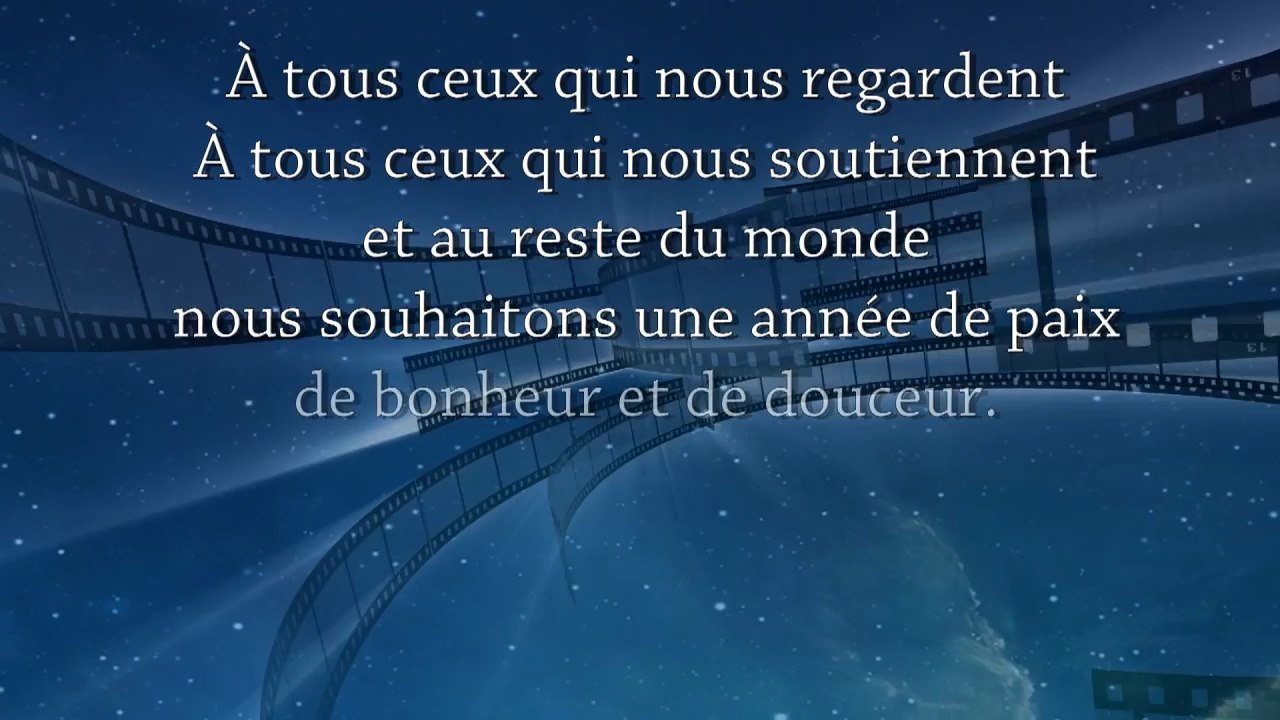 À tous ceux qui nous regardent
À tous ceux qui nous soutiennent
et au reste du monde
nous souhaitons une année de paix
de bonheur et de douceur.